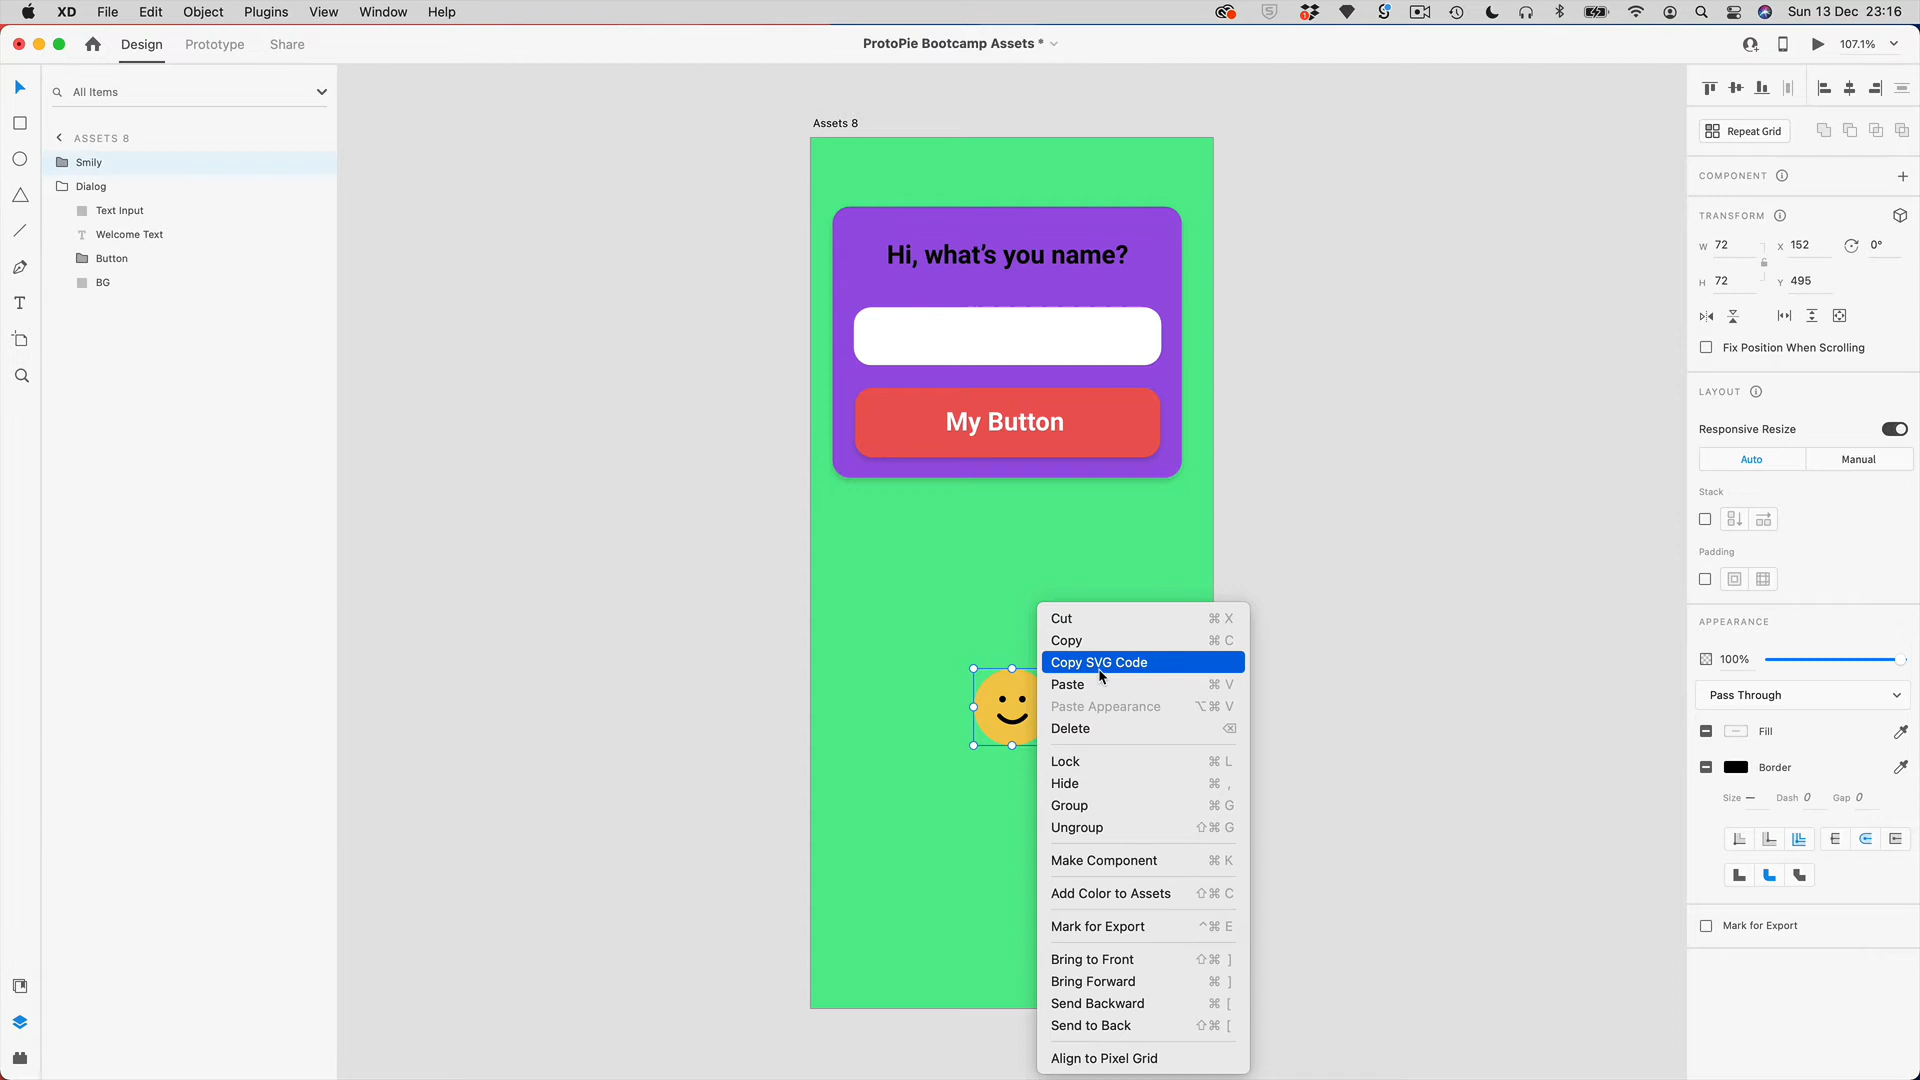 XD File Edit Object Plugins View Window Help Sun 13 Dec 23:16
Design Prototype Share ProtoPie Bootcamp Assets * 107.1%
All Items
ASSETS 8
Smily
Dialog
Text Input
Welcome Text
Button
BG
Assets 8
Hi, what’s you name?
My Button
Cut ⌘ X
Copy ⌘ C
Copy SVG Code
Paste ⌘ V
Paste Appearance ⌥⌘ V
Delete ⌫
Lock ⌘ L
Hide ⌘ ,
Group ⌘ G
Ungroup ⇧⌘ G
Make Component ⌘ K
Add Color to Assets ⇧⌘ C
Mark for Export ^⌘ E
Bring to Front ⇧⌘ ]
Bring Forward ⌘ ]
Send Backward ⌘ [
Send to Back ⇧⌘ [
Align to Pixel Grid
Repeat Grid
COMPONENT
TRANSFORM
W 72 X 152 0°
H 72 Y 495
Fix Position When Scrolling
LAYOUT
Responsive Resize
Auto Manual
Stack
Padding
APPEARANCE
100%
Pass Through
Fill
Border
Size — Dash 0 Gap 0
Mark for Export